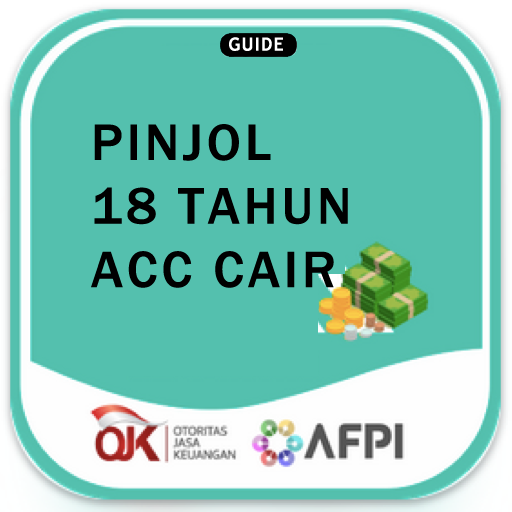 GUIDE
PINJOL
18 TAHUN
ACC CAIR
OJK
OTORITAS
JASA
KEUANGAN
AFPI